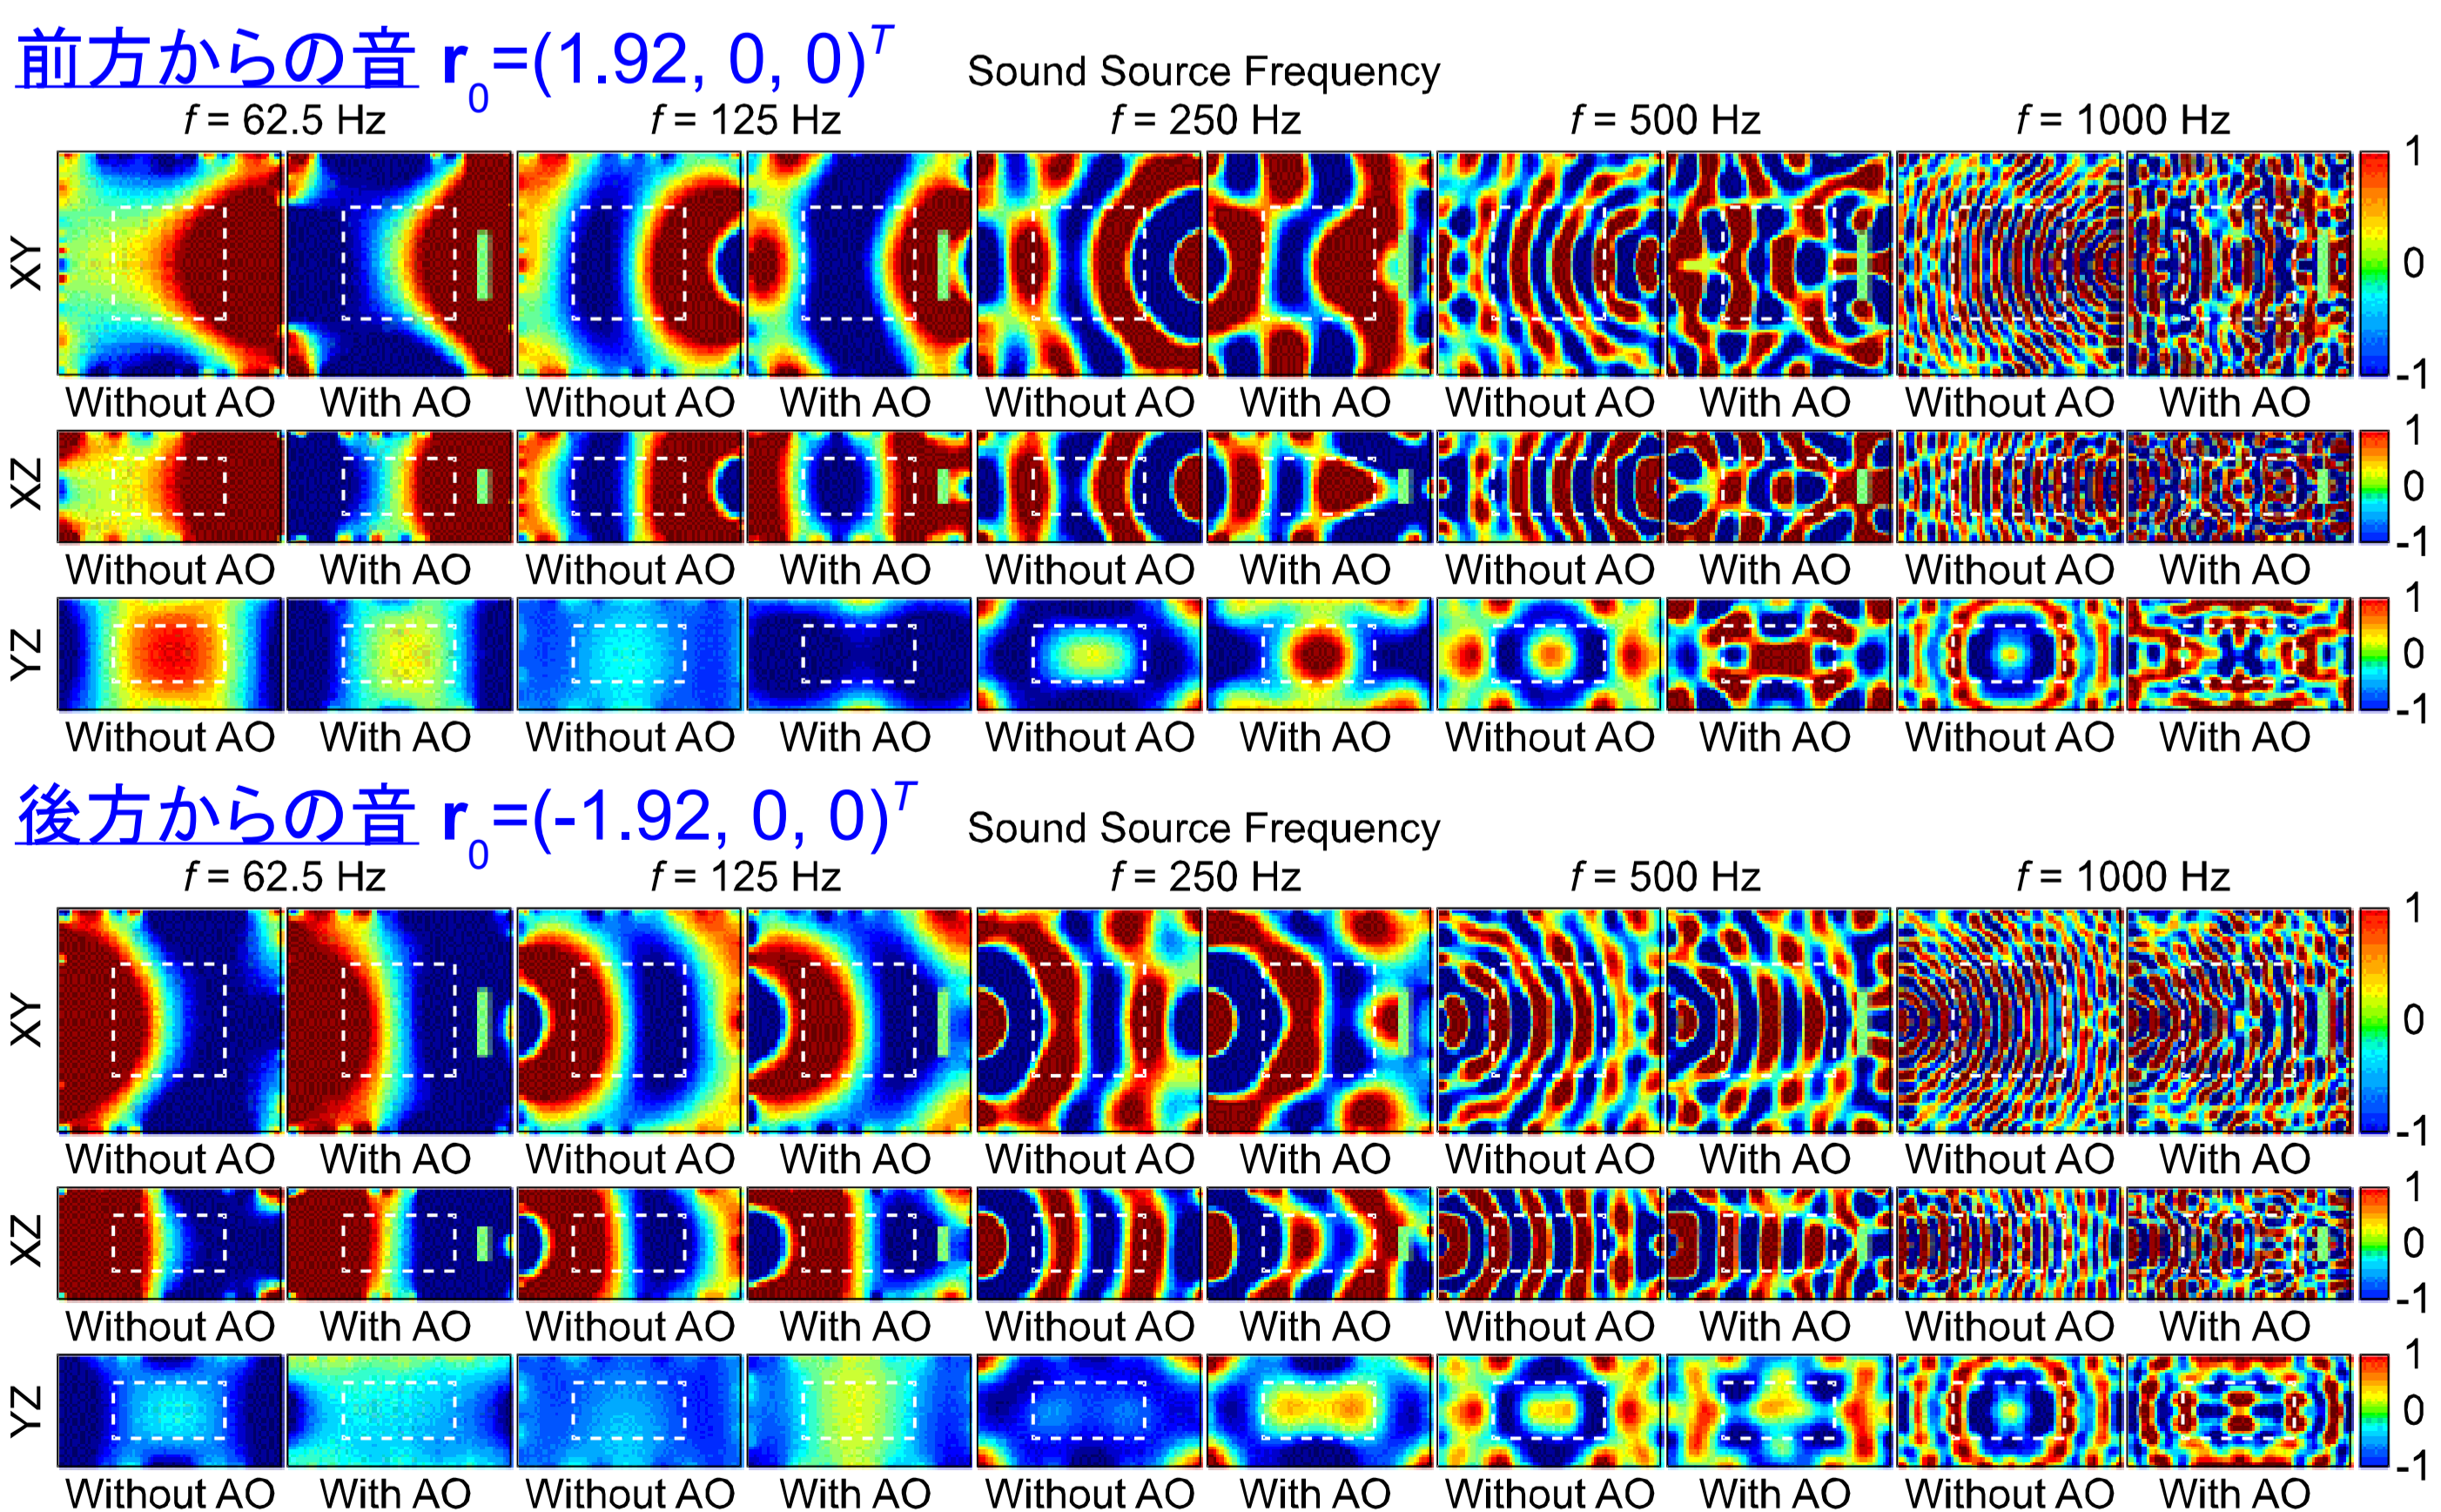 前方からの音 r0=(1.92, 0, 0)T
Sound Source Frequency
f = 62.5 Hz f = 125 Hz f = 250 Hz f = 500 Hz f = 1000 Hz
XY 1 0 -1
Without AO With AO Without AO With AO Without AO With AO Without AO With AO Without AO With AO
XZ 1 0 -1
Without AO With AO Without AO With AO Without AO With AO Without AO With AO Without AO With AO
YZ 1 0 -1
Without AO With AO Without AO With AO Without AO With AO Without AO With AO Without AO With AO
後方からの音 r0=(-1.92, 0, 0)T
Sound Source Frequency
f = 62.5 Hz f = 125 Hz f = 250 Hz f = 500 Hz f = 1000 Hz
XY 1 0 -1
Without AO With AO Without AO With AO Without AO With AO Without AO With AO Without AO With AO
XZ 1 0 -1
Without AO With AO Without AO With AO Without AO With AO Without AO With AO Without AO With AO
YZ 1 0 -1
Without AO With AO Without AO With AO Without AO With AO Without AO With AO Without AO With AO